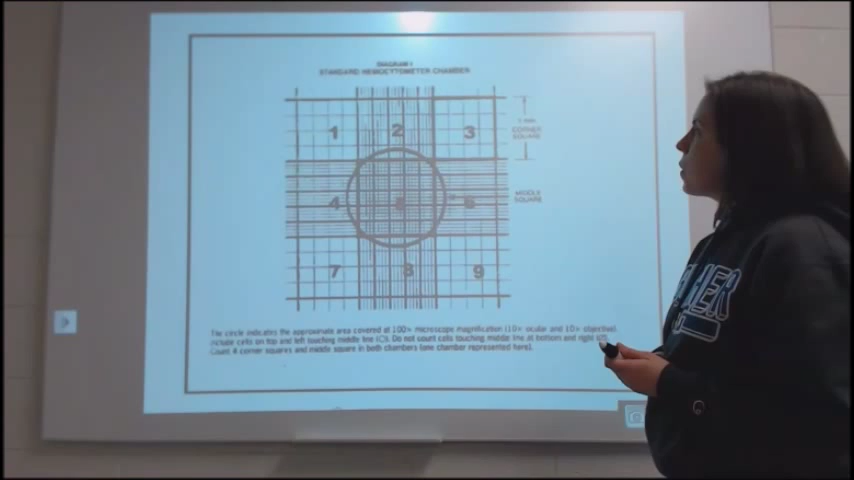 DIAGRAM I
STANDARD HEMOCYTOMETER CHAMBER
1 2 3
1 mm
CORNER
SQUARE
4 5 6
MIDDLE
SQUARE
7 8 9
The circle indicates the approximate area covered at 100× microscope magnification (10× ocular and 10× objective).
Include cells on top and left touching middle line (O). Do not count cells touching middle line at bottom and right
Count 4 corner squares and middle square in both chambers (one chamber represented here).